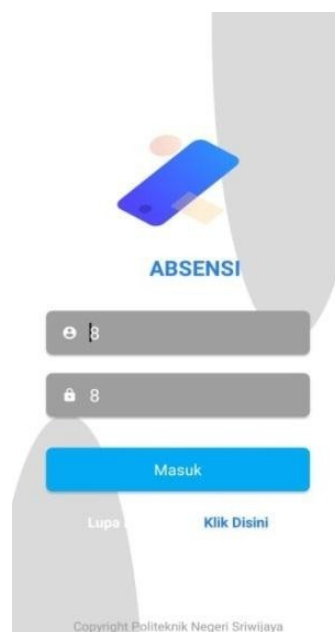 ABSENSI
8
8
Masuk
Lupa Klik Disini
Copyright Politeknik Negeri Sriwijaya